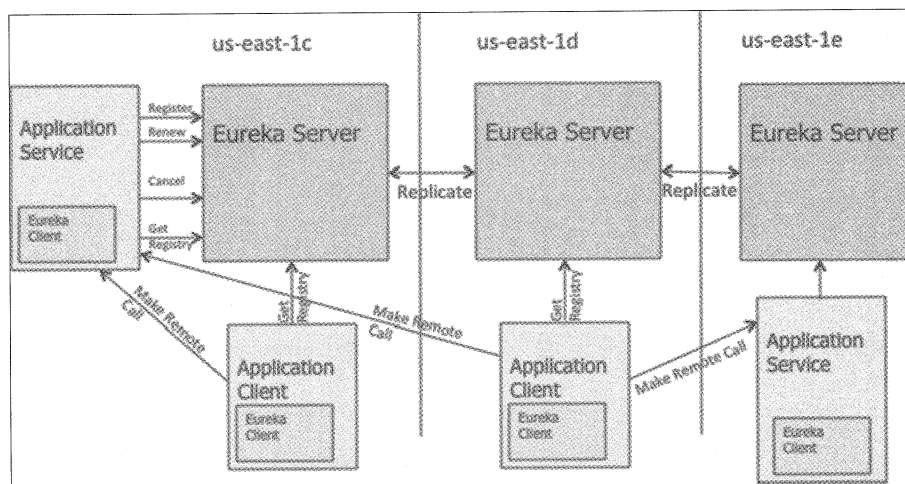 us-east-1c
us-east-1d
us-east-1e
Application
Service
Eureka
Client
Register
Renew
Cancel
Get
Registry
Eureka Server
Replicate
Eureka Server
Replicate
Eureka Server
Make Remote
Call
Get
Registry
Application
Client
Eureka
Client
Make Remote
Call
Get
Registry
Application
Client
Eureka
Client
Make Remote Call
Application
Service
Eureka
Client